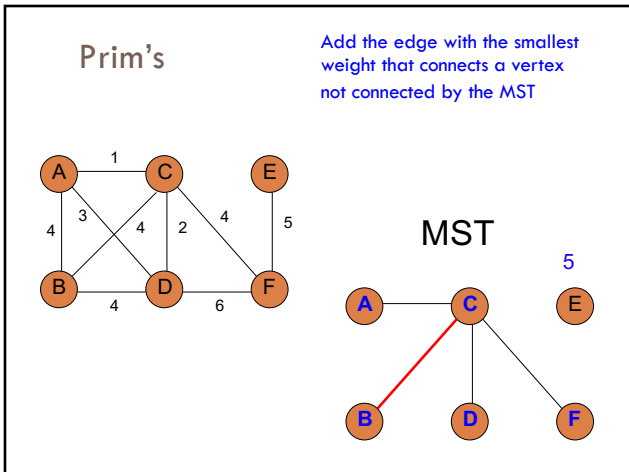 Prim's
Add the edge with the smallest
weight that connects a vertex
not connected by the MST
1
A C E
4 3 4 2 4 5
B D F
4 6
MST
5
A C E
B D F